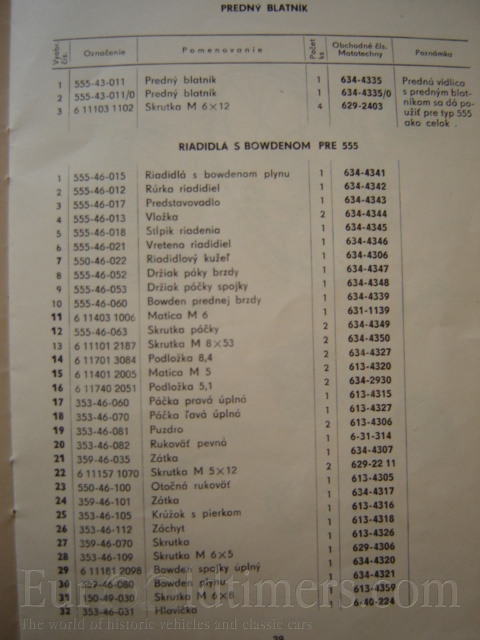 PREDNÝ BLATNÍK
Vyobr. čís. Označenie Pomenovanie Počet ks Obchodné čís. Mototechny Poznámka
1 555-43-011 Predný blatník 1 634-4335 Predná vidlica
2 555-43-011/0 Predný blatník 1 634-4335/0 s predným blat-
3 6 11103 1102 Skrutka M 6×12 4 629-2403 níkom sa dá po-
užiť pre typ 555
ako celok.
RIADIDLÁ S BOWDENOM PRE 555
1 555-46-015 Riadidlá s bowdenom plynu 1 634-4341
2 555-46-012 Rúrka riadidiel 1 634-4342
3 555-46-017 Predstavovadlo 1 634-4343
4 555-46-013 Vložka 2 634-4344
5 555-46-018 Stĺpik riadenia 1 634-4345
6 555-46-021 Vreteno riadidiel 1 634-4346
7 550-46-022 Riadidlový kužeľ 1 634-4306
8 555-46-052 Držiak páky brzdy 1 634-4347
9 555-46-053 Držiak páčky spojky 1 634-4348
10 555-46-060 Bowden prednej brzdy 1 634-4339
11 6 11403 1006 Matica M 6 1 631-1139
12 555-46-063 Skrutka páčky 2 634-4349
13 6 11101 2187 Skrutka M 8×53 2 634-4350
14 6 11701 3084 Podložka 8,4 2 634-4327
15 6 11401 2005 Matica M 5 2 613-4320
16 6 11740 2051 Podložka 5,1 2 634-2930
17 353-46-060 Páčka pravá úplná 1 613-4315
18 353-46-070 Páčka ľavá úplná 1 613-4327
19 353-46-081 Puzdro 2 613-4306
20 353-46-082 Rukoväť pevná 1 6-31-314
21 359-46-035 Zátka 1 634-4307
22 6 11157 1070 Skrutka M 5×12 2 629-22 11
23 550-46-100 Otočná rukoväť 1 613-4305
24 359-46-101 Zátka 1 634-4317
25 353-46-105 Krúžok s pierkom 1 634-4316
26 353-46-112 Záchyt 1 613-4318
27 359-46-070 Skrutka 1 613-4326
28 353-46-109 Skrutka M 6×5 1 629-4306
29 6 11181 2098 Bowden spojky úplný 1 634-4320
30 359-46-080 Bowden plynu 1 634-4321
31 150-49-030 Skrutka M 6×8 1 613-4359
32 353-46-031 Hlavička 1 6-40-224
The world of historic vehicles and classic cars